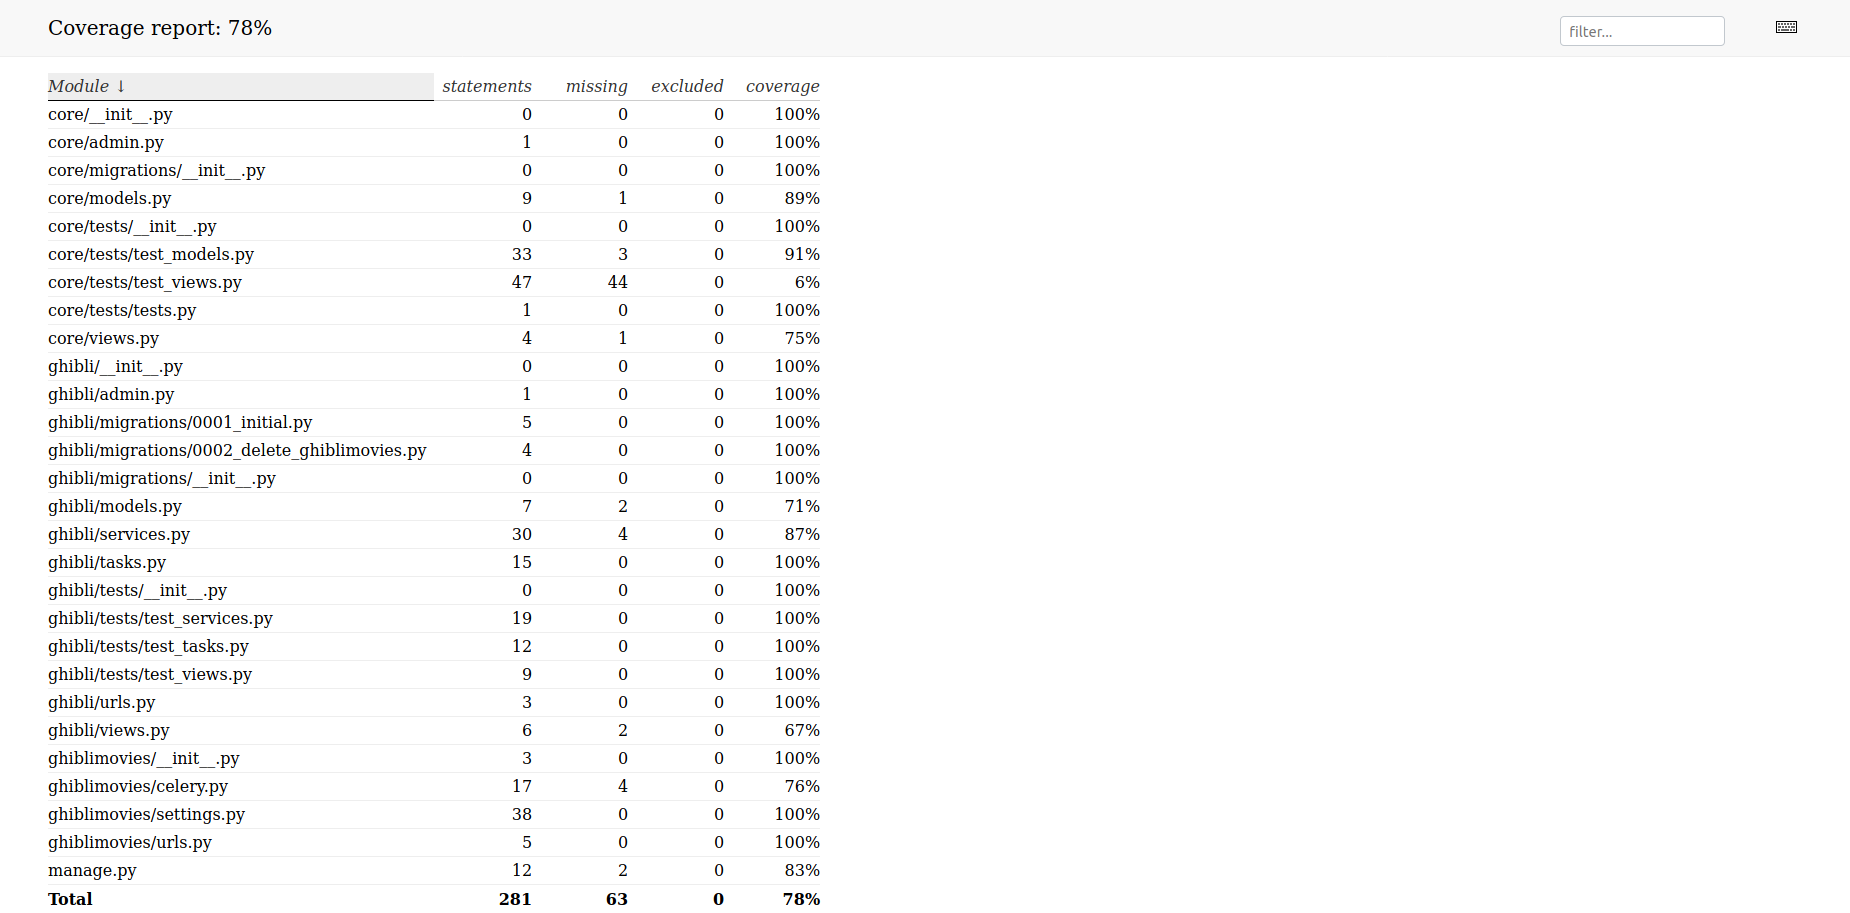 Coverage report: 78%
filter...
Module ↓ statements missing excluded coverage
core/__init__.py 0 0 0 100%
core/admin.py 1 0 0 100%
core/migrations/__init__.py 0 0 0 100%
core/models.py 9 1 0 89%
core/tests/__init__.py 0 0 0 100%
core/tests/test_models.py 33 3 0 91%
core/tests/test_views.py 47 44 0 6%
core/tests/tests.py 1 0 0 100%
core/views.py 4 1 0 75%
ghibli/__init__.py 0 0 0 100%
ghibli/admin.py 1 0 0 100%
ghibli/migrations/0001_initial.py 5 0 0 100%
ghibli/migrations/0002_delete_ghiblimovies.py 4 0 0 100%
ghibli/migrations/__init__.py 0 0 0 100%
ghibli/models.py 7 2 0 71%
ghibli/services.py 30 4 0 87%
ghibli/tasks.py 15 0 0 100%
ghibli/tests/__init__.py 0 0 0 100%
ghibli/tests/test_services.py 19 0 0 100%
ghibli/tests/test_tasks.py 12 0 0 100%
ghibli/tests/test_views.py 9 0 0 100%
ghibli/urls.py 3 0 0 100%
ghibli/views.py 6 2 0 67%
ghiblimovies/__init__.py 3 0 0 100%
ghiblimovies/celery.py 17 4 0 76%
ghiblimovies/settings.py 38 0 0 100%
ghiblimovies/urls.py 5 0 0 100%
manage.py 12 2 0 83%
Total 281 63 0 78%